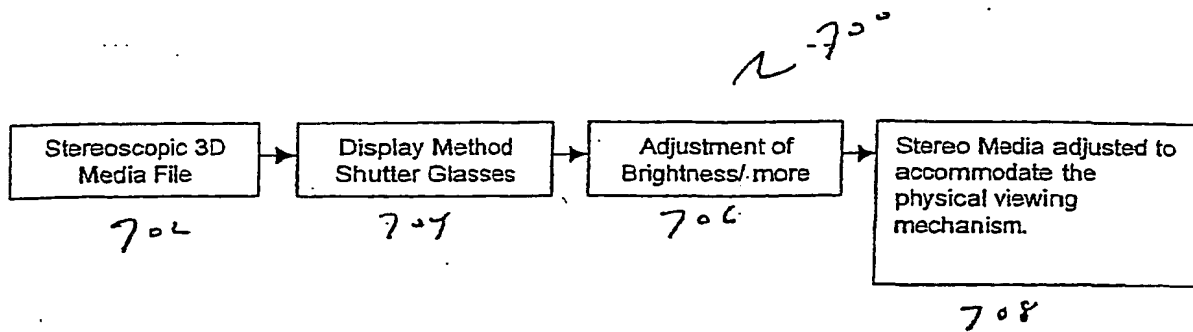 700
Stereoscopic 3D
Media File
Display Method
Shutter Glasses
Adjustment of
Brightness/ more
Stereo Media adjusted to
accommodate the
physical viewing
mechanism.
702
704
706
708